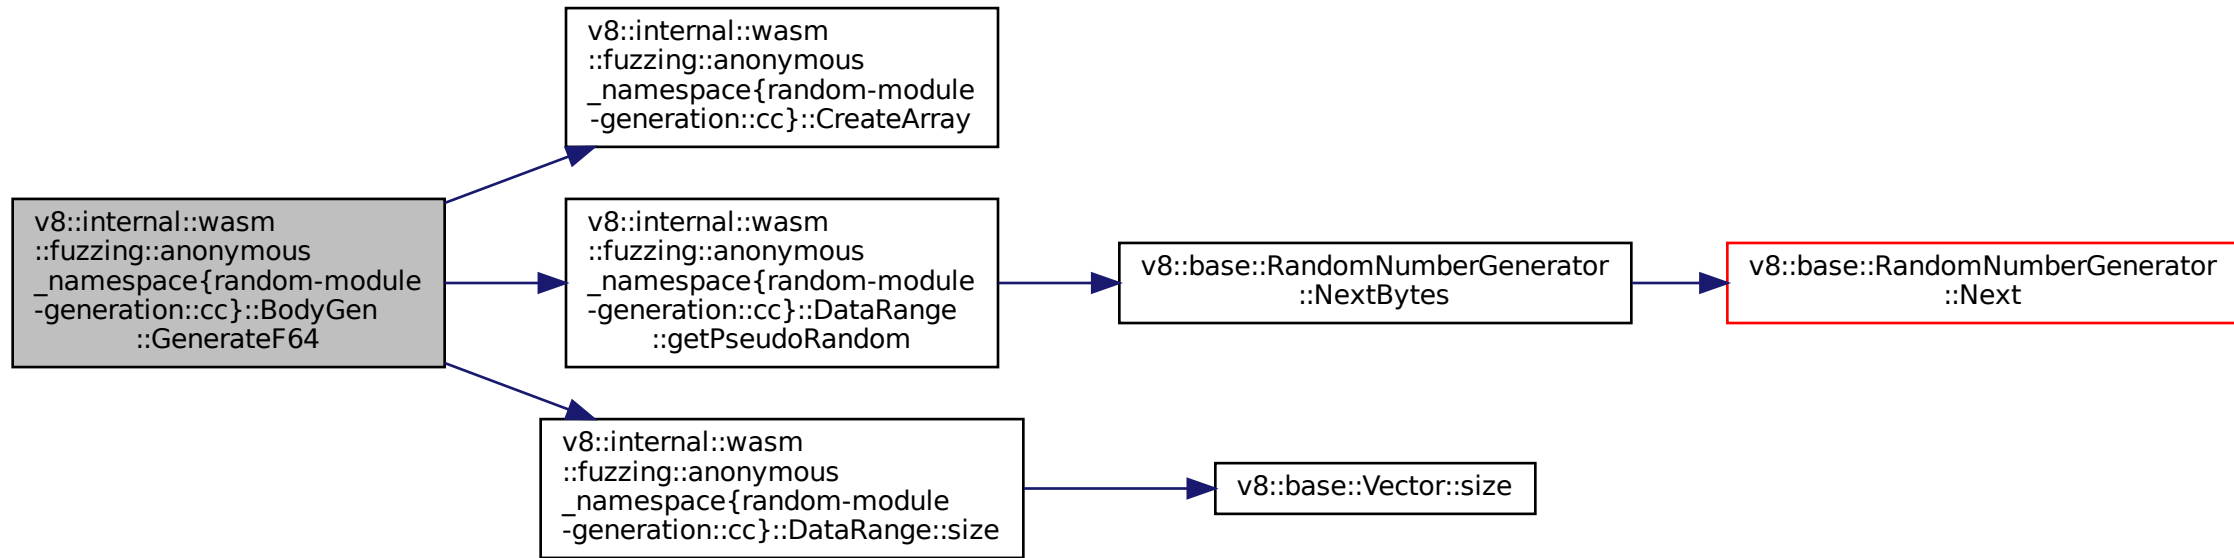 v8::internal::wasm
::fuzzing::anonymous
_namespace{random-module
-generation::cc}::BodyGen
::GenerateF64
v8::internal::wasm
::fuzzing::anonymous
_namespace{random-module
-generation::cc}::CreateArray
v8::internal::wasm
::fuzzing::anonymous
_namespace{random-module
-generation::cc}::DataRange
::getPseudoRandom
v8::base::RandomNumberGenerator
::NextBytes
v8::base::RandomNumberGenerator
::Next
v8::internal::wasm
::fuzzing::anonymous
_namespace{random-module
-generation::cc}::DataRange::size
v8::base::Vector::size